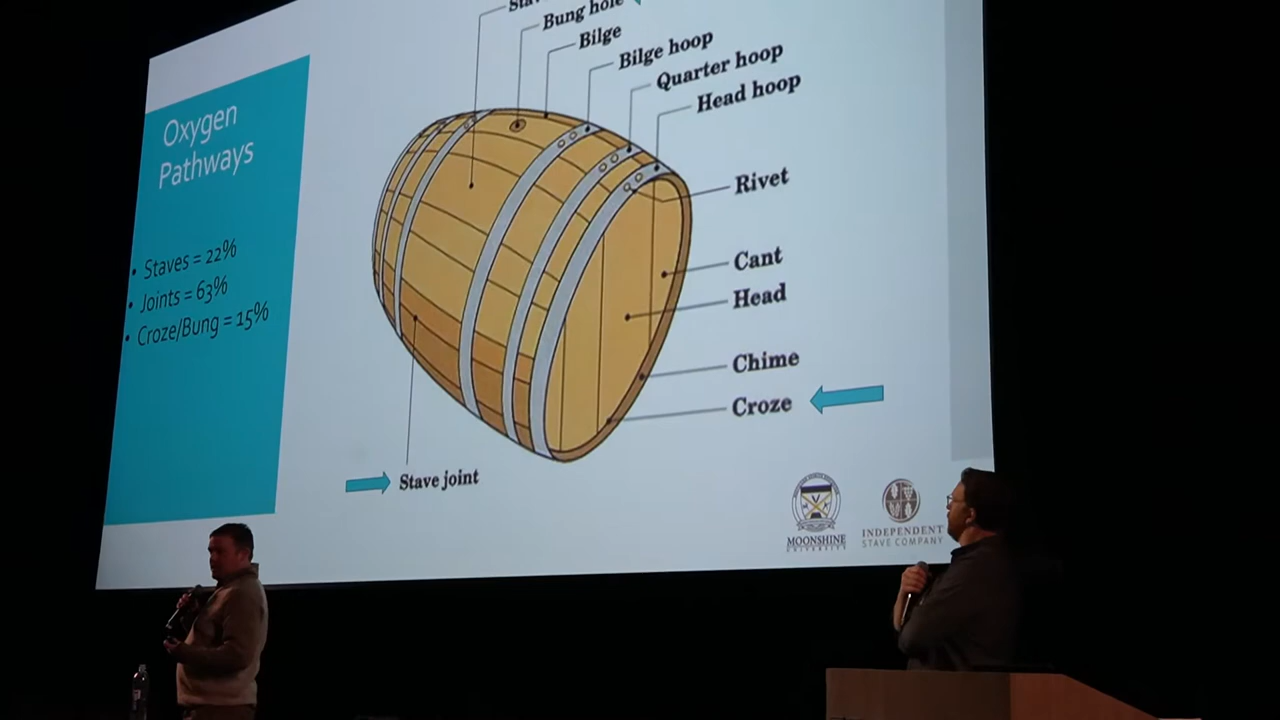 Oxygen
Pathways
• Staves = 22%
• Joints = 63%
• Croze/Bung = 15%
Bung hole
Bilge
Bilge hoop
Quarter hoop
Head hoop
Rivet
Cant
Head
Chime
Croze
Stave joint
MOONSHINE
UNIVERSITY
INDEPENDENT
STAVE COMPANY